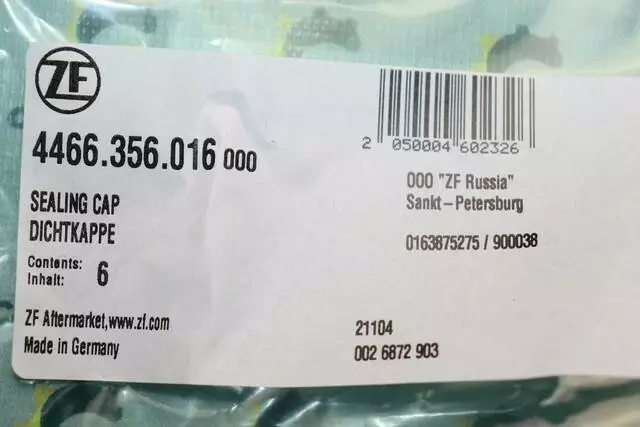 ZF
4466.356.016 000
SEALING CAP
DICHTKAPPE
Contents:
Inhalt: 6
ZF Aftermarket,www.zf.com
Made in Germany
2 050004 602326
OOO "ZF Russia"
Sankt-Petersburg
0163875275 / 900038
21104
002 6872 903